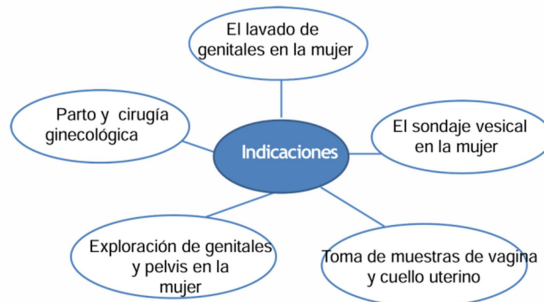 El lavado de
genitales en la mujer
Parto y cirugía
ginecológica
Indicaciones
El sondaje vesical
en la mujer
Exploración de genitales
y pelvis en la
mujer
Toma de muestras de vagina
y cuello uterino